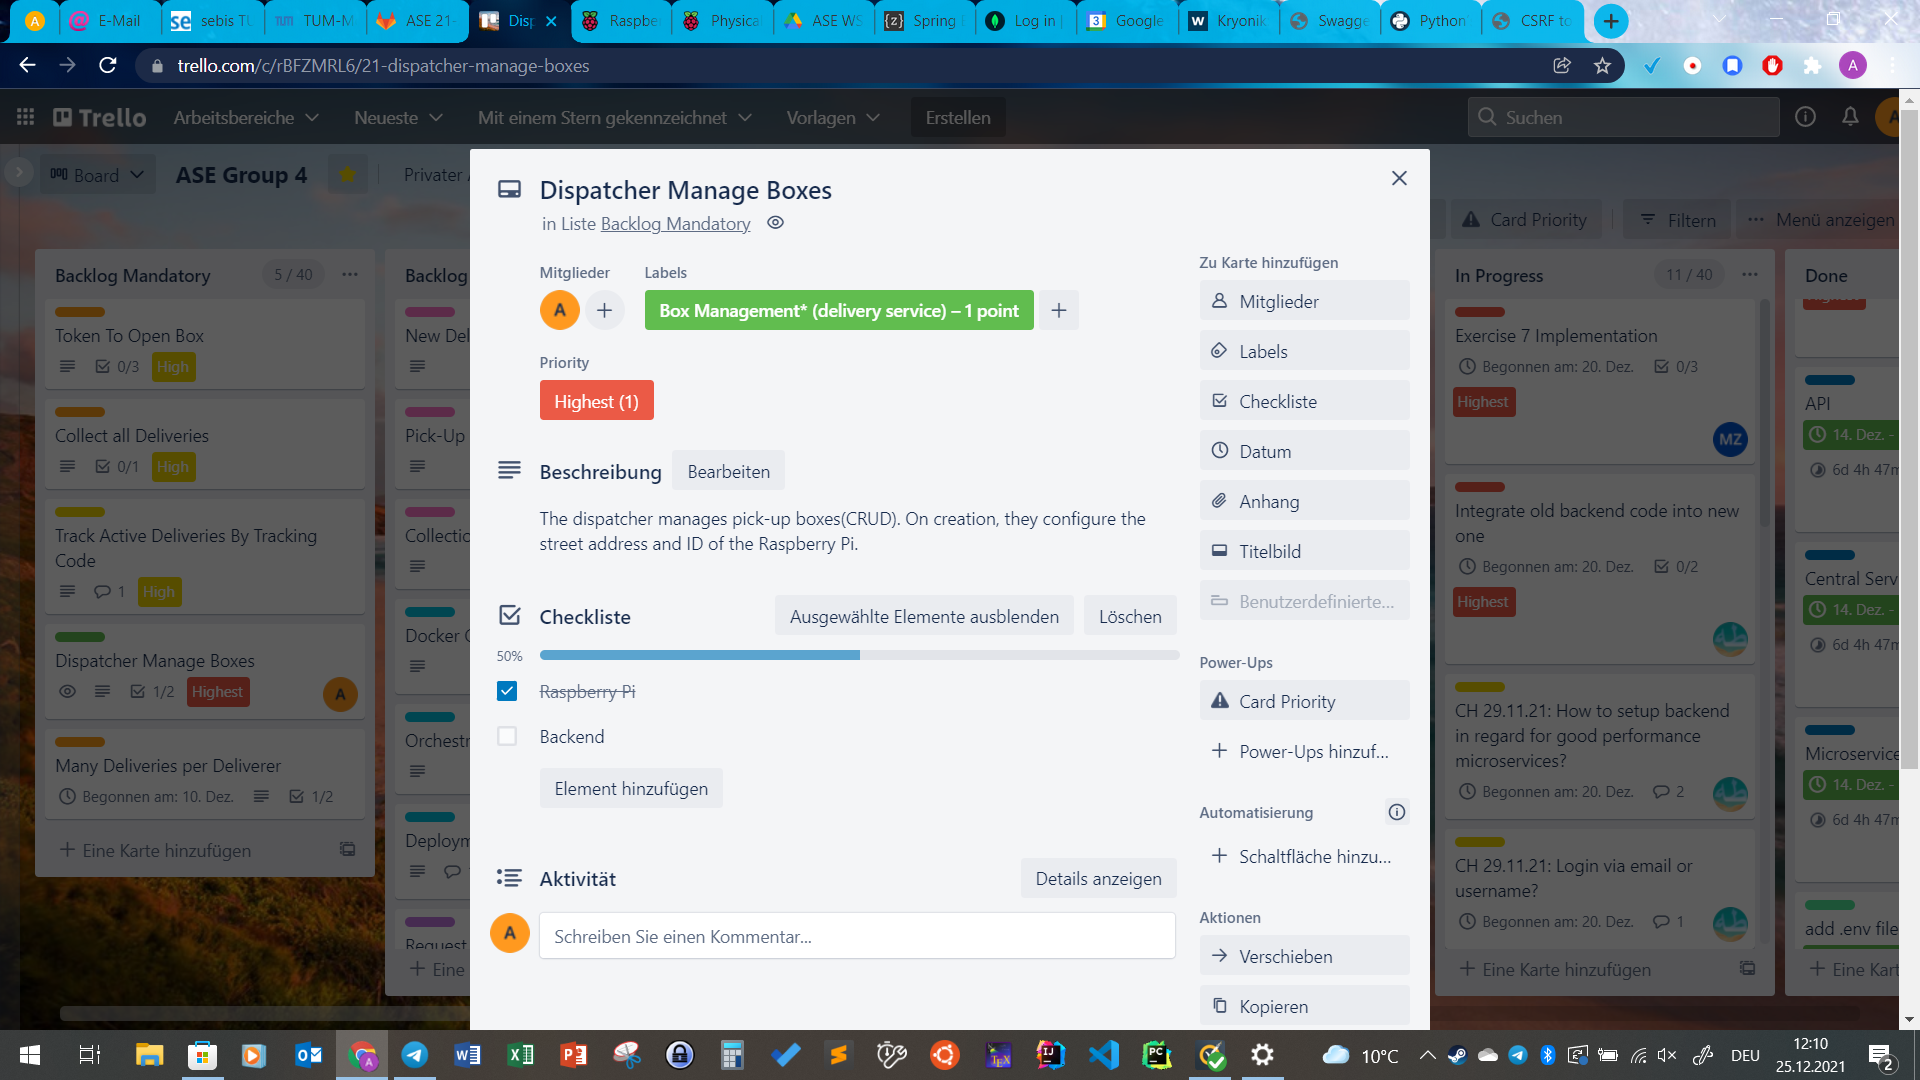 E-Mail
sebis TU
TUM-M
ASE 21-
Disp
Raspber
Physica
ASE WS
Spring
Log in
Google
Kryonik
Swagge
Python
CSRF to
trello.com/c/rBFZMRL6/21-dispatcher-manage-boxes
A
Trello
Arbeitsbereiche
Neueste
Mit einem Stern gekennzeichnet
Vorlagen
Erstellen
Suchen
Board
ASE Group 4
Privater
Card Priority
Filtern
Menü anzeigen
Backlog Mandatory
5 / 40
Token To Open Box
0/3
High
Collect all Deliveries
0/1
High
Track Active Deliveries By Tracking
Code
1
High
Dispatcher Manage Boxes
1/2
Highest
A
Many Deliveries per Deliverer
Begonnen am: 10. Dez.
1/2
Eine Karte hinzufügen
Backlog
New Del
Pick-Up
Collectio
Docker
Orchestr
Deploym
Request
Eine
Dispatcher Manage Boxes
in Liste Backlog Mandatory
Mitglieder
Labels
A
Box Management* (delivery service) – 1 point
Priority
Highest (1)
Beschreibung
Bearbeiten
The dispatcher manages pick-up boxes(CRUD). On creation, they configure the
street address and ID of the Raspberry Pi.
Checkliste
Ausgewählte Elemente ausblenden
Löschen
50%
Raspberry Pi
Backend
Element hinzufügen
Aktivität
Details anzeigen
A
Schreiben Sie einen Kommentar...
Zu Karte hinzufügen
Mitglieder
Labels
Checkliste
Datum
Anhang
Titelbild
Benutzerdefinierte...
Power-Ups
Card Priority
Power-Ups hinzuf...
Automatisierung
Schaltfläche hinzu...
Aktionen
Verschieben
Kopieren
In Progress
11 / 40
Exercise 7 Implementation
Begonnen am: 20. Dez.
0/3
Highest
MZ
Integrate old backend code into new
one
Begonnen am: 20. Dez.
0/2
Highest
CH 29.11.21: How to setup backend
in regard for good performance
microservices?
Begonnen am: 20. Dez.
2
CH 29.11.21: Login via email or
username?
Begonnen am: 20. Dez.
1
Eine Karte hinzufügen
Done
Highest
API
14. Dez. -
6d 4h 47m
Central Serv
14. Dez. -
6d 4h 47m
Microservice
14. Dez. -
6d 4h 47m
add .env file
Eine Kart
10°C
DEU
12:10
25.12.2021
2